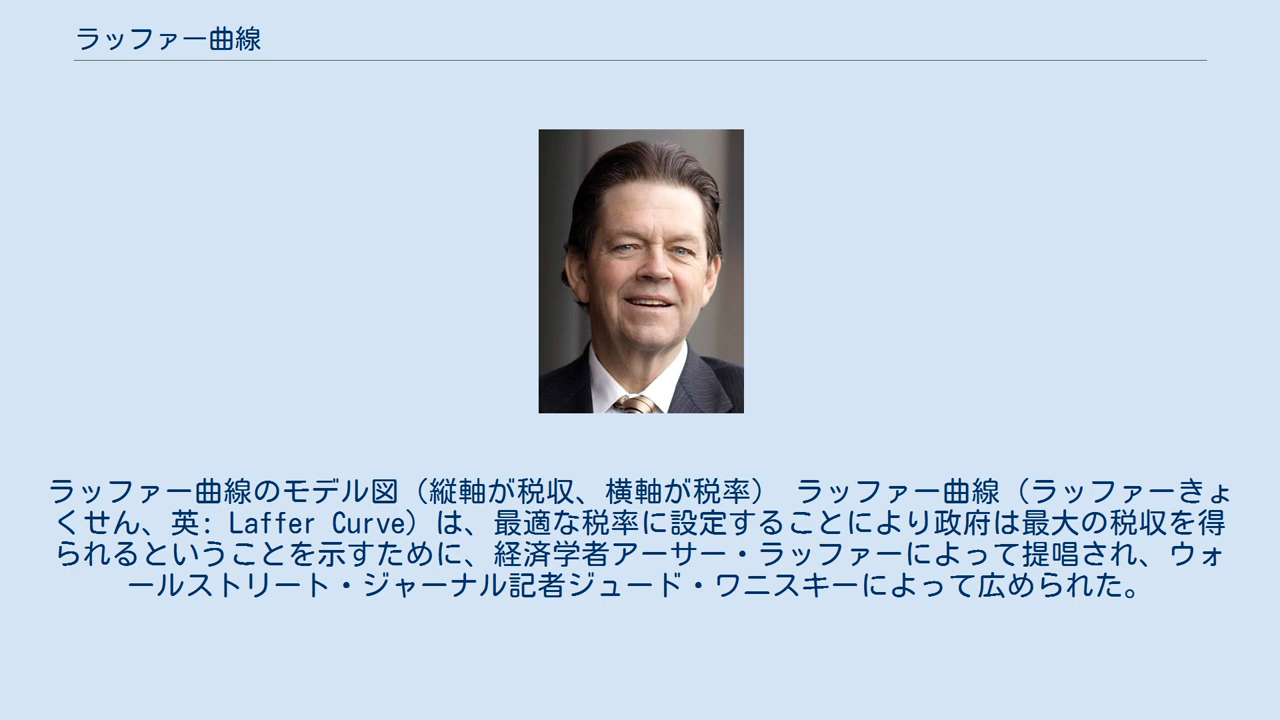 ラッファー曲線
ラッファー曲線のモデル図（縦軸が税収、横軸が税率）　ラッファー曲線（ラッファーきょ
くせん、英: Laffer Curve）は、最適な税率に設定することにより政府は最大の税収を得
られるということを示すために、経済学者アーサー・ラッファーによって提唱され、ウォ
ールストリート・ジャーナル記者ジュード・ワニスキーによって広められた。